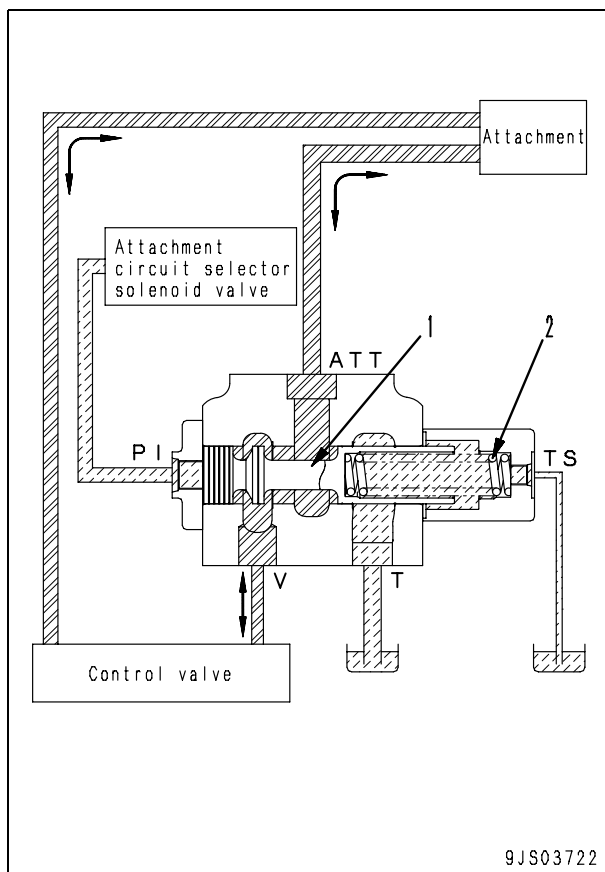 Attachment
Attachment
circuit selector
solenoid valve
1
2
ATT
PI
TS
V
T
Control valve
9JS03722